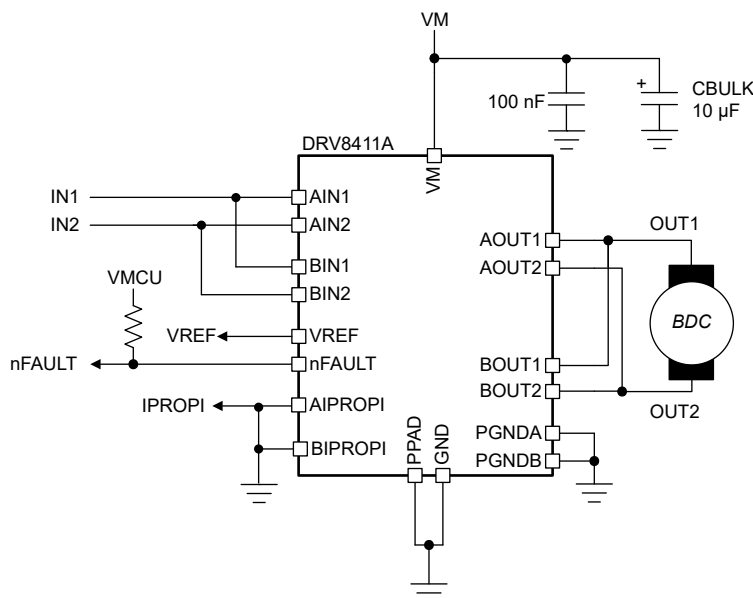 VM
100 nF
+
CBULK
10 µF
DRV8411A
VM
IN1
AIN1
IN2
AIN2
BIN1
BIN2
VMCU
VREF
VREF
nFAULT
nFAULT
IPROPI
AIPROPI
BIPROPI
PPAD
GND
AOUT1
AOUT2
BOUT1
BOUT2
PGNDA
PGNDB
OUT1
BDC
OUT2